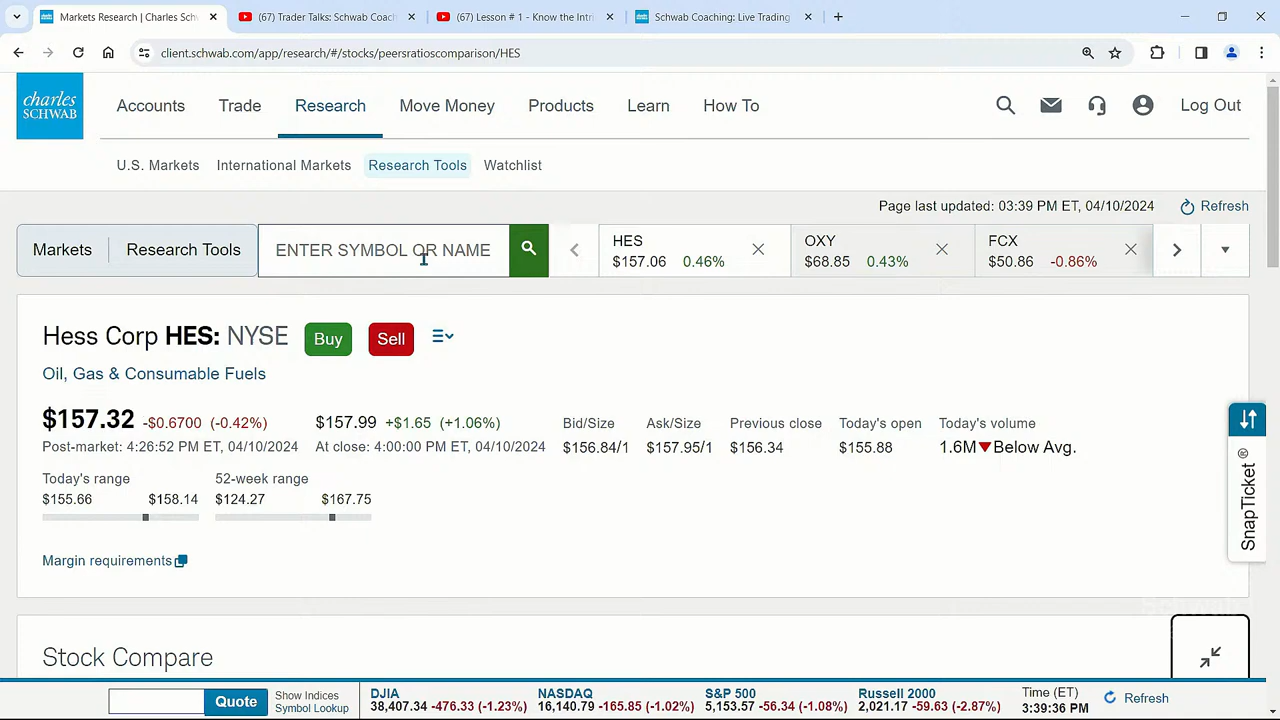 Markets Research | Charles Schw
(67) Trader Talks: Schwab Coach
Lesson # 1 - Know the Intri
Schwab Coaching: Live Trading
client.schwab.com/app/research/#/stocks/peersratioscomparison/HES
charles
SCHWAB
Accounts Trade Research Move Money Products Learn How To Log Out
U.S. Markets International Markets Research Tools Watchlist
Page last updated: 03:39 PM ET, 04/10/2024 Refresh
Markets Research Tools ENTER SYMBOL OR NAME
HES OXY FCX
$157.06 0.46% $68.85 0.43% $50.86 -0.86%
Hess Corp HES: NYSE Buy Sell
Oil, Gas & Consumable Fuels
$157.32 -$0.6700 (-0.42%) $157.99 +$1.65 (+1.06%) Bid/Size Ask/Size Previous close Today's open Today's volume
Post-market: 4:26:52 PM ET, 04/10/2024 At close: 4:00:00 PM ET, 04/10/2024 $156.84/1 $157.95/1 $156.34 $155.88 1.6M Below Avg.
Today's range 52-week range
$155.66 $158.14 $124.27 $167.75
SnapTicket ®
Margin requirements
Stock Compare
Quote Show Indices
Symbol Lookup
DJIA NASDAQ S&P 500 Russell 2000 Time (ET)
38,407.34 -476.33 (-1.23%) 16,140.79 -165.85 (-1.02%) 5,153.57 -56.34 (-1.08%) 2,021.17 -59.63 (-2.87%) 3:39:36 PM Refresh